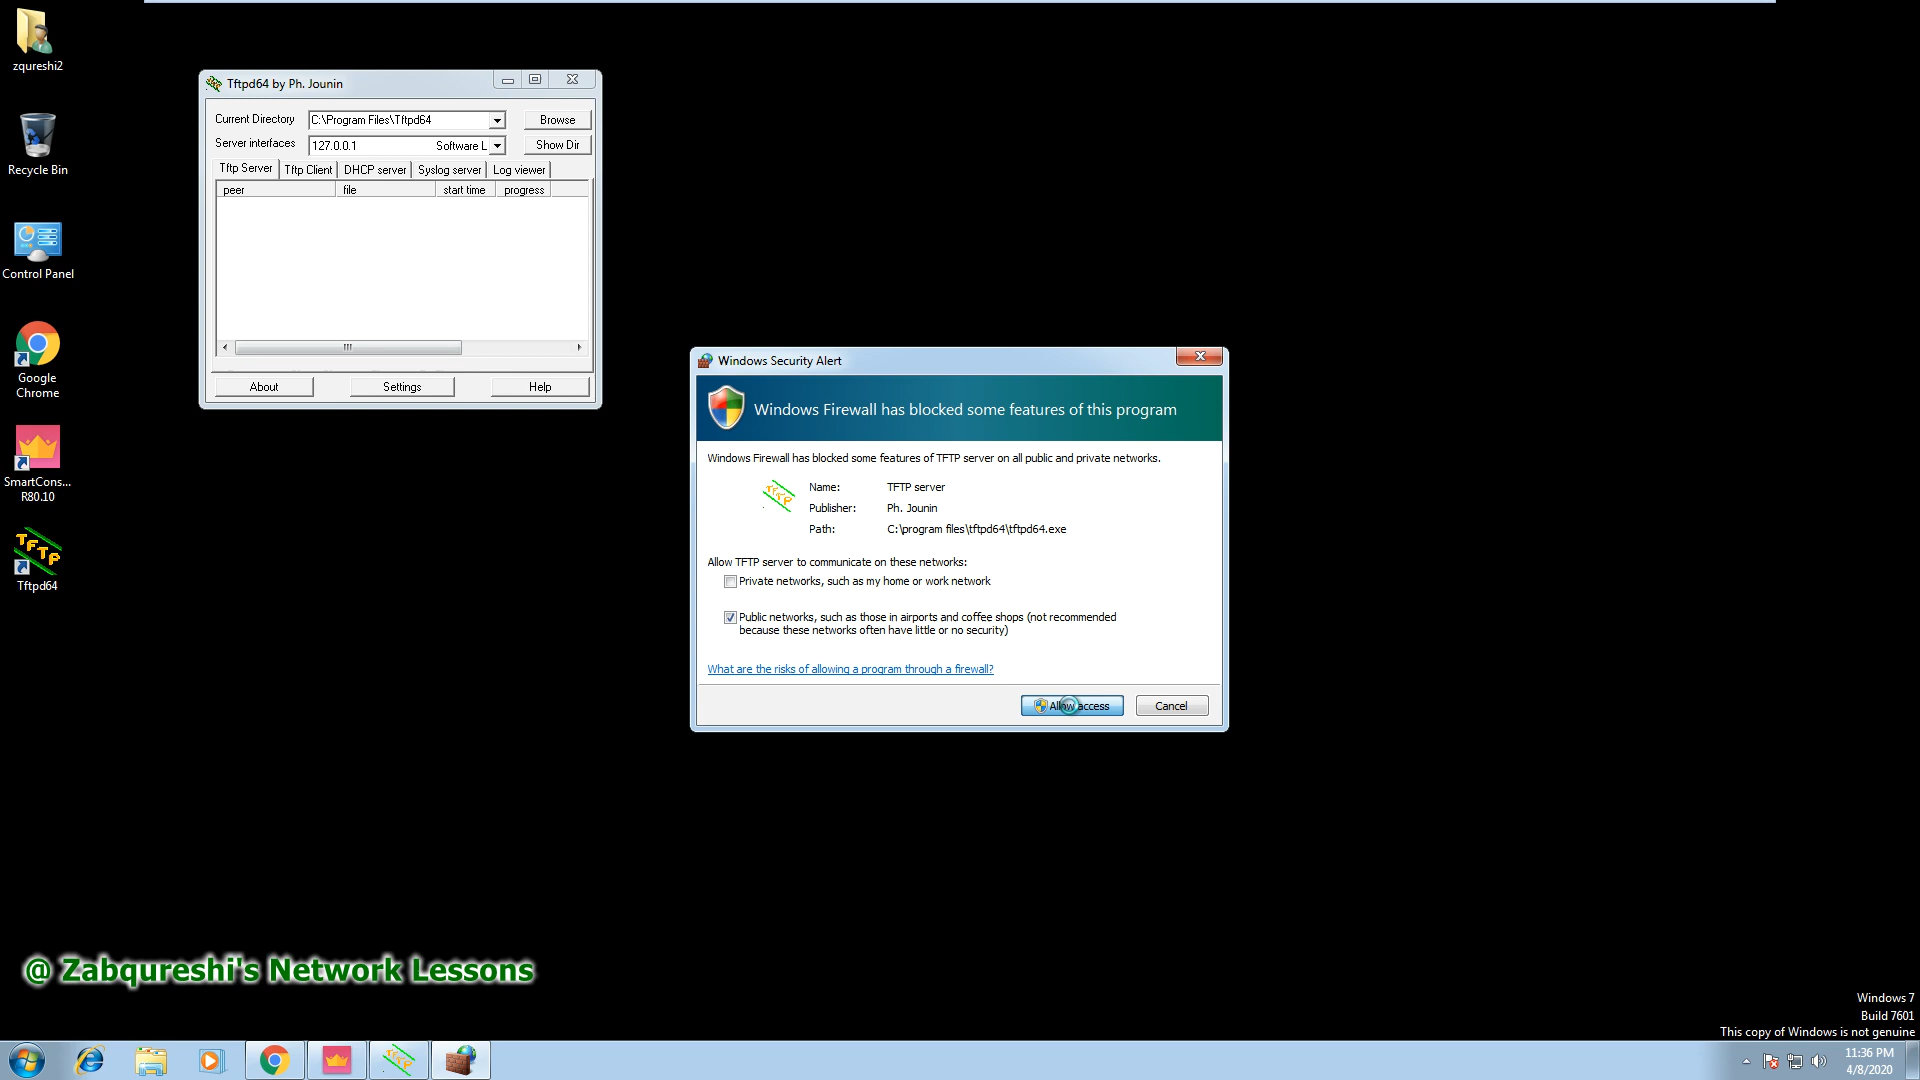 zqureshi2
Recycle Bin
Control Panel
Google
Chrome
SmartCons...
R80.10
TFTP
Tftpd64
Tftpd64 by Ph. Jounin
Current Directory
C:\Program Files\Tftpd64
Browse
Server interfaces
127.0.0.1
Software L
Show Dir
Tftp Server
Tftp Client
DHCP server
Syslog server
Log viewer
peer
file
start time
progress
About
Settings
Help
Windows Security Alert
Windows Firewall has blocked some features of this program
Windows Firewall has blocked some features of TFTP server on all public and private networks.
TFTP
Name:
TFTP server
Publisher:
Ph. Jounin
Path:
C:\program files\tftpd64\tftpd64.exe
Allow TFTP server to communicate on these networks:
Private networks, such as my home or work network
Public networks, such as those in airports and coffee shops (not recommended
because these networks often have little or no security)
What are the risks of allowing a program through a firewall?
Allow access
Cancel
@ Zabqureshi's Network Lessons
Windows 7
Build 7601
This copy of Windows is not genuine
TFTP
11:36 PM
4/8/2020